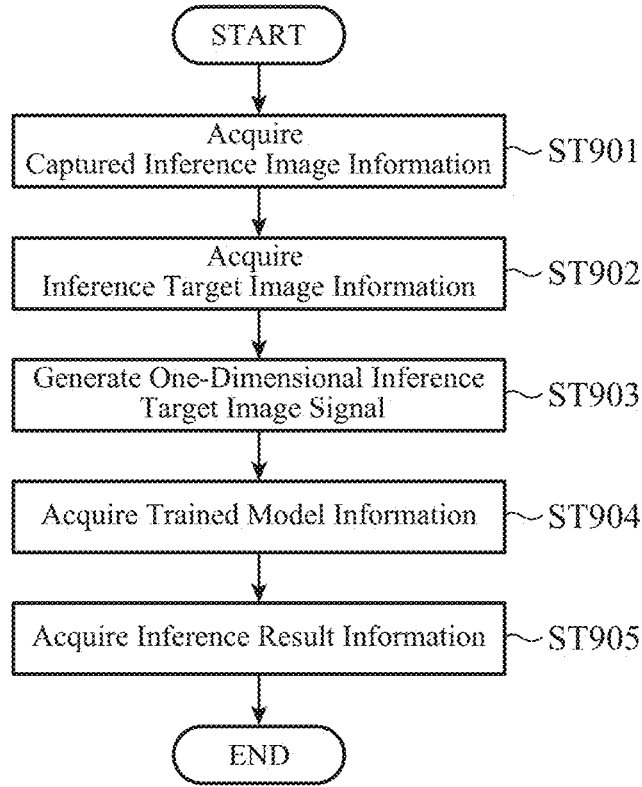 START
Acquire
Captured Inference Image Information
ST901
Acquire
Inference Target Image Information
ST902
Generate One-Dimensional Inference
Target Image Signal
ST903
Acquire Trained Model Information
ST904
Acquire Inference Result Information
ST905
END